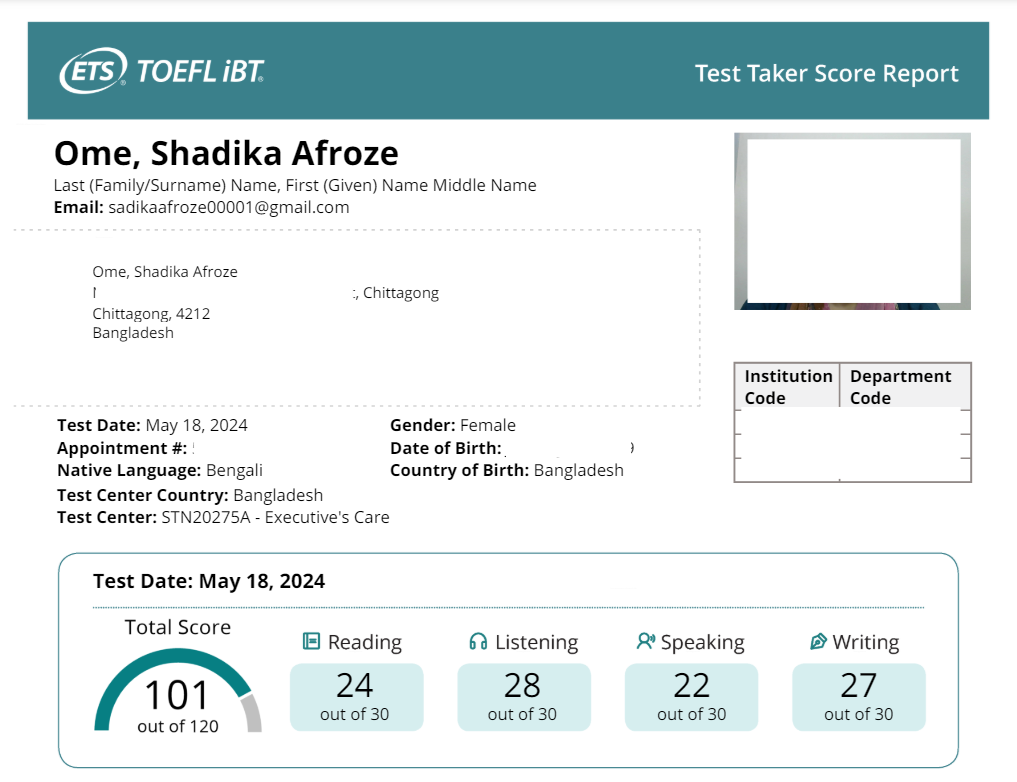 ETS TOEFL iBT
Test Taker Score Report
Ome, Shadika Afroze
Last (Family/Surname) Name, First (Given) Name Middle Name
Email: sadikaafroze00001@gmail.com
Ome, Shadika Afroze
, Chittagong
Chittagong, 4212
Bangladesh
Institution Code
Department Code
Test Date: May 18, 2024
Gender: Female
Appointment #:
Date of Birth: 9
Native Language: Bengali
Country of Birth: Bangladesh
Test Center Country: Bangladesh
Test Center: STN20275A - Executive's Care
Test Date: May 18, 2024
Total Score
101
out of 120
Reading
24
out of 30
Listening
28
out of 30
Speaking
22
out of 30
Writing
27
out of 30